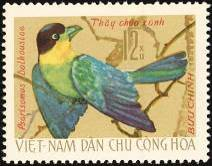 Thầy chùa xanh
Psarisomus Dalhousiae
12 xu
BƯU CHÍNH
VIỆT-NAM DÂN CHỦ CỘNG HÒA